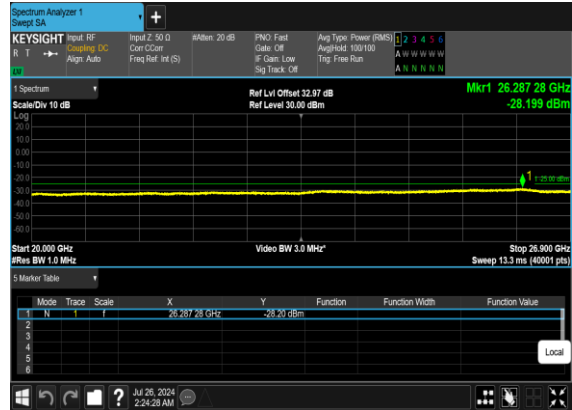 Spectrum Analyzer 1
Swept SA
+
KEYSIGHT Input: RF Input Z: 50 Ω #Atten: 20 dB PNO: Fast Avg Type: Power (RMS) 1 2 3 4 5 6
R T Coupling: DC Corr CCorr Gate: Off Avg|Hold: 100/100 A W W W W W
Align: Auto Freq Ref: Int (S) IF Gain: Low Trig: Free Run
Sig Track: Off A N N N N N
1 Spectrum Ref Lvl Offset 32.97 dB Mkr1 26.287 28 GHz
Scale/Div 10 dB Ref Level 30.00 dBm -28.199 dBm
Log
20.0
10.0
0.00
-10.0
-20.0
-30.0
-40.0
-50.0
-60.0
1
Start 20.000 GHz Video BW 3.0 MHz* Stop 26.900 GHz
#Res BW 1.0 MHz Sweep 13.3 ms (40001 pts)
5 Marker Table
Mode Trace Scale X Y Function Function Width Function Value
1 N 1 f 26.287 28 GHz -28.20 dBm
2
3
4
5
6
Local
? Jul 26, 2024
2:24:28 AM